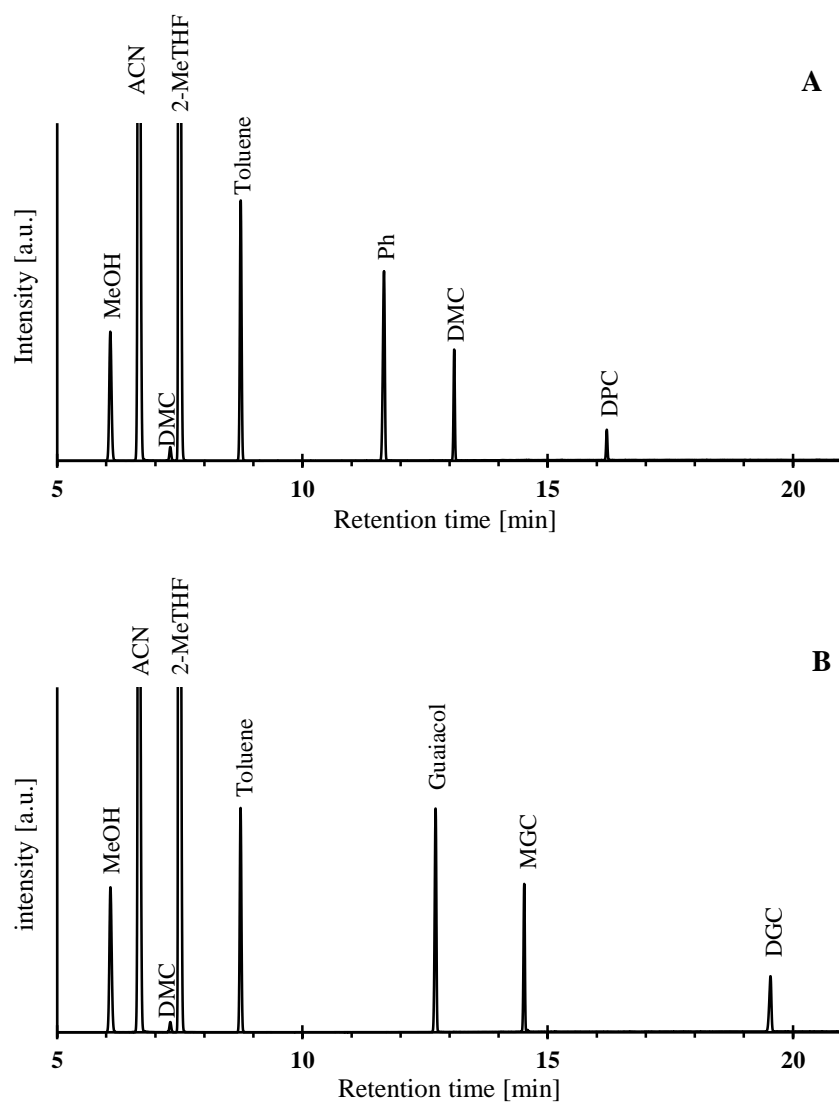 A
Intensity [a.u.]
MeOH
ACN
DMC
2-MeTHF
Toluene
Ph
DMC
DPC
5
10
15
20
Retention time [min]
B
intensity [a.u.]
MeOH
ACN
DMC
2-MeTHF
Toluene
Guaiacol
MGC
DGC
5
10
15
20
Retention time [min]